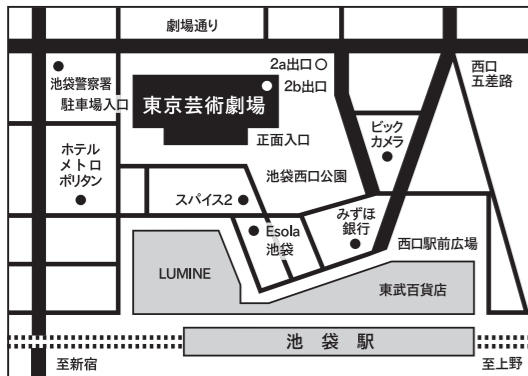 劇場通り
2a出口
2b出口
西口
五差路
池袋警察署
駐車場入口
東京芸術劇場
正面入口
ビック
カメラ
ホテル
メトロ
ポリタン
池袋西口公園
スパイス2
みずほ
銀行
Esola
池袋
西口駅前広場
LUMINE
東武百貨店
池袋駅
至新宿
至上野